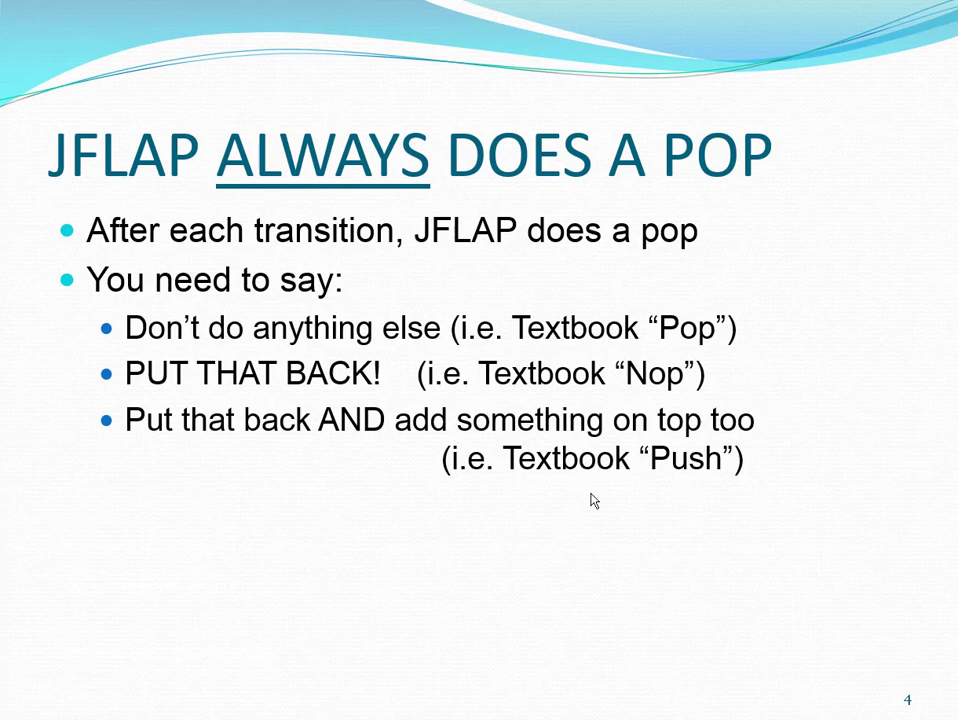 JFLAP ALWAYS DOES A POP
After each transition, JFLAP does a pop
You need to say:
Don’t do anything else (i.e. Textbook “Pop”)
PUT THAT BACK! (i.e. Textbook “Nop”)
Put that back AND add something on top too
(i.e. Textbook “Push”)
4